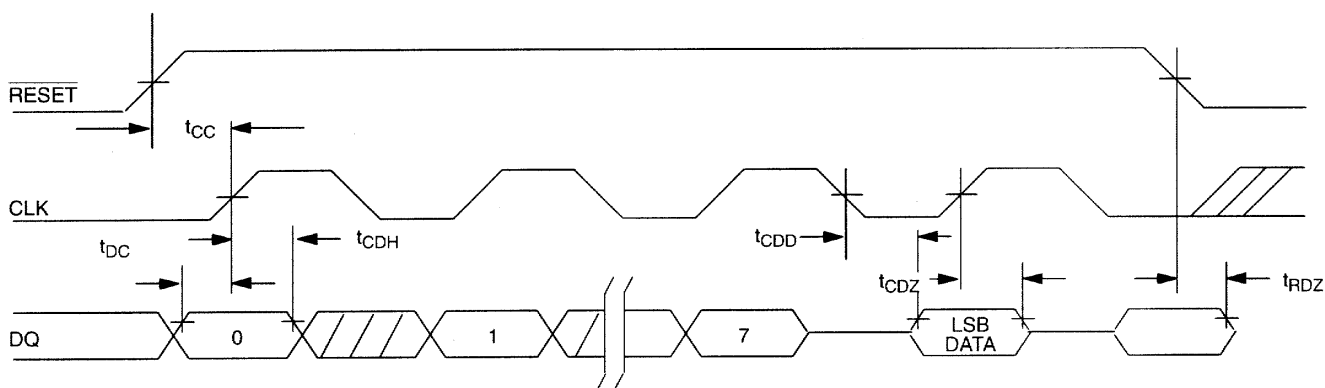 RESET
tCC
CLK
tDC
tCDH
tCDD
tCDZ
tRDZ
DQ
0
1
7
LSB
DATA